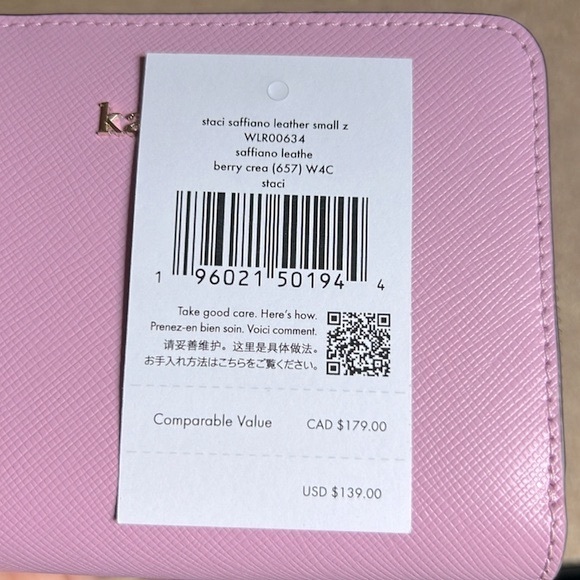 ka
staci saffiano leather small z
WLR00634
saffiano leathe
berry crea (657) W4C
staci
1 96021 50194 4
Take good care. Here's how.
Prenez-en bien soin. Voici comment.
请妥善维护。这里是具体做法。
お手入れ方法はこちらをご覧ください。
Comparable Value CAD $179.00
USD $139.00